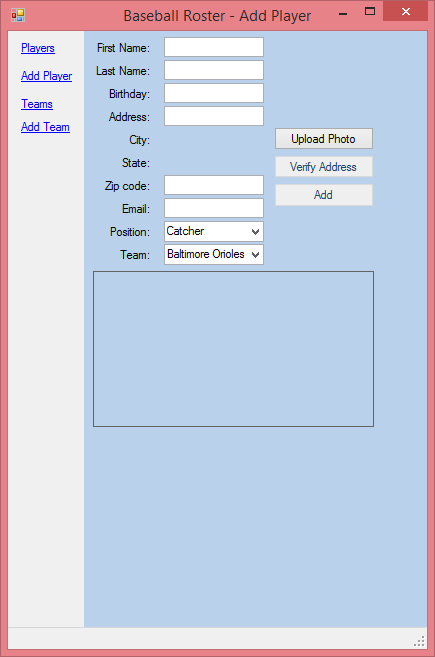 Baseball Roster - Add Player
Players
Add Player
Teams
Add Team
First Name:
Last Name:
Birthday:
Address:
City:
State:
Zip code:
Email:
Position: Catcher
Team: Baltimore Orioles
Upload Photo
Verify Address
Add